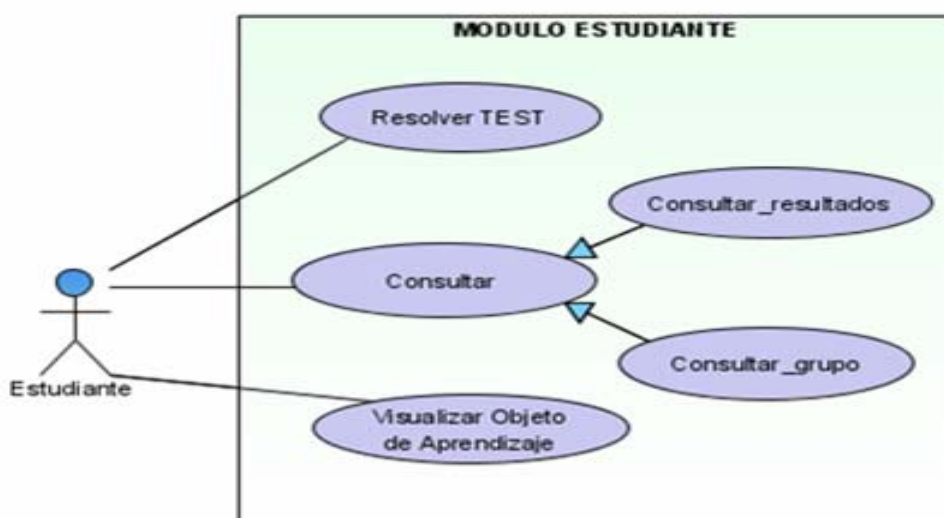 MODULO ESTUDIANTE
Resolver TEST
Consultar_resultados
Consultar
Consultar_grupo
Estudiante
Visualizar Objeto
de Aprendizaje